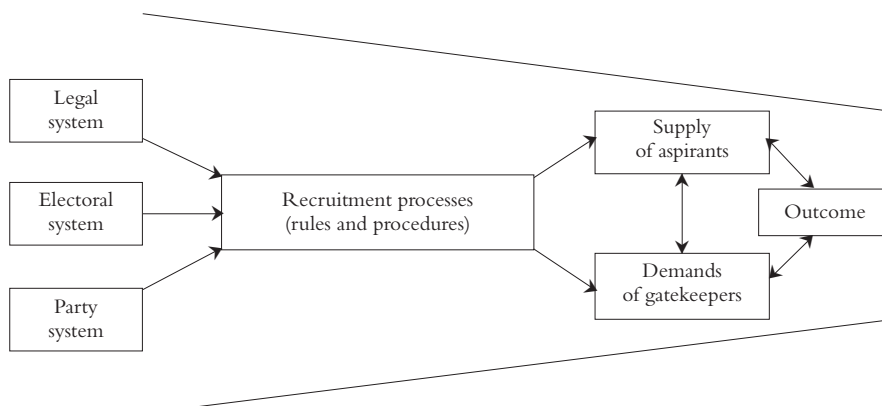 Legal
system
Electoral
system
Party
system
Recruitment processes
(rules and procedures)
Supply
of aspirants
Demands
of gatekeepers
Outcome